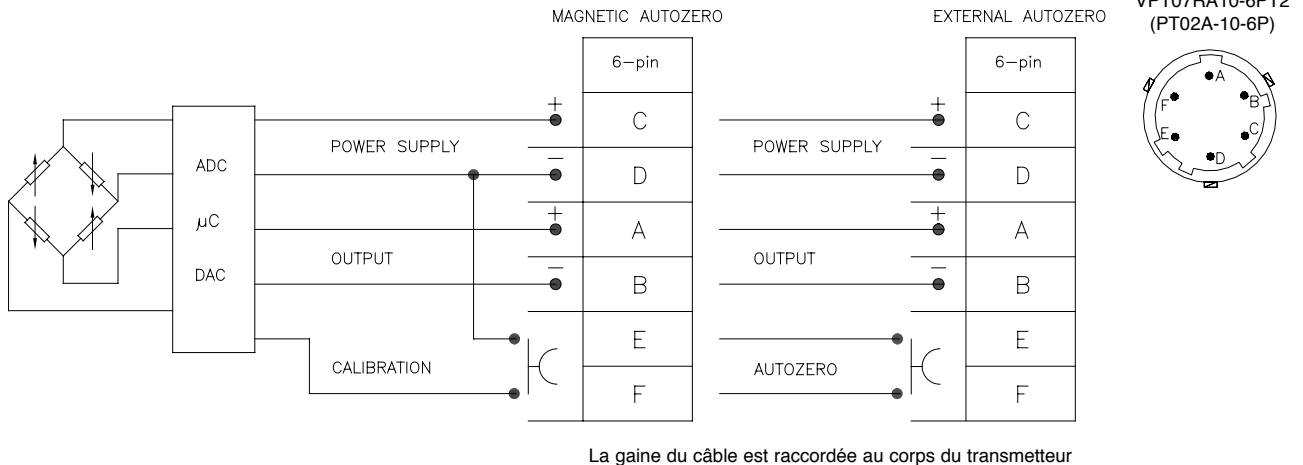 MAGNETIC AUTOZERO
EXTERNAL AUTOZERO
(PT02A-10-6P)
6-pin
6-pin
A
F
B
E
C
D
+
C
+
C
POWER SUPPLY
POWER SUPPLY
ADC
−
D
−
D
µC
+
A
+
A
OUTPUT
OUTPUT
DAC
−
B
−
B
E
E
CALIBRATION
AUTOZERO
F
F
La gaine du câble est raccordée au corps du transmetteur